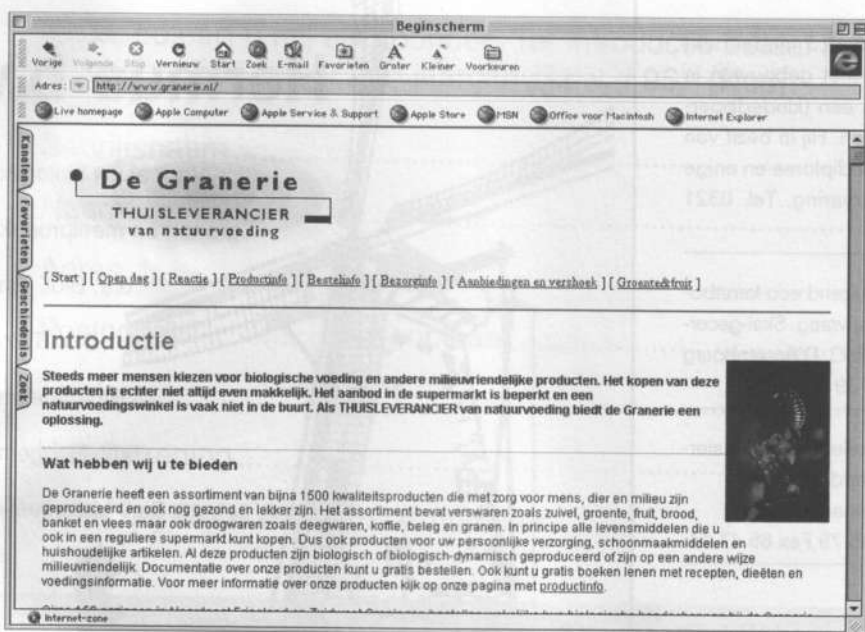 Beginscherm
Vorige Volgende Stop Vernieuw Start Zoek E-mail Favorieten Groter Kleiner Voorkeuren
Adres: http://www.granerie.nl/
Live homepage Apple Computer Apple Service & Support Apple Store MSN Office voor Macintosh Internet Explorer
Kanalen
Favorieten
Geschiedenis
Zoek
De Granerie
THUISLEVERANCIER
van natuurvoeding
[ Start ] [ Open dag ] [ Reactie ] [ Productinfo ] [ Bestelinfo ] [ Bezorginfo ] [ Aanbiedingen en vershoek ] [ Groente&fruit ]
Introductie
Steeds meer mensen kiezen voor biologische voeding en andere milieuvriendelijke producten. Het kopen van deze
producten is echter niet altijd even makkelijk. Het aanbod in de supermarkt is beperkt en een
natuurvoedingswinkel is vaak niet in de buurt. Als THUISLEVERANCIER van natuurvoeding biedt de Granerie een
oplossing.
Wat hebben wij u te bieden
De Granerie heeft een assortiment van bijna 1500 kwaliteitsproducten die met zorg voor mens, dier en milieu zijn
geproduceerd en ook nog gezond en lekker zijn. Het assortiment bevat verswaren zoals zuivel, groente, fruit, brood,
banket en vlees maar ook droogwaren zoals deegwaren, koffie, beleg en granen. In principe alle levensmiddelen die u
ook in een reguliere supermarkt kunt kopen. Dus ook producten voor uw persoonlijke verzorging, schoonmaakmiddelen en
huishoudelijke artikelen. Al deze producten zijn biologisch of biologisch-dynamisch geproduceerd of zijn op een andere wijze
milieuvriendelijk. Documentatie over onze producten kunt u gratis bestellen. Ook kunt u gratis boeken lenen met recepten, diëten en
voedingsinformatie. Voor meer informatie over onze producten kijk op onze pagina met productinfo.
Internet-zone